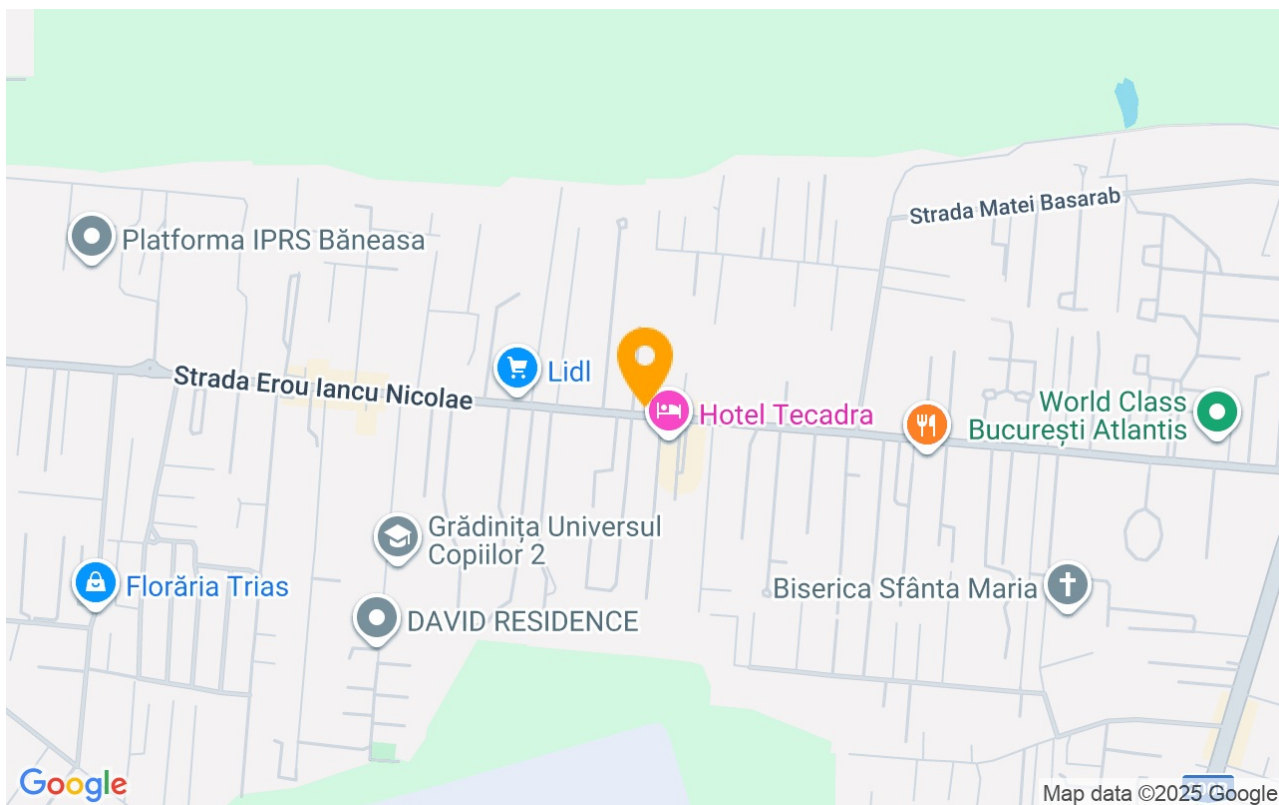 Strada Matei Basarab
Platforma IPRS Băneasa
Strada Erou Iancu Nicolae
Lidl
Hotel Tecadra
World Class
București Atlantis
Grădinița Universul
Copiilor 2
Florăria Trias
Biserica Sfânta Maria
DAVID RESIDENCE
Google
Map data ©2025 Google